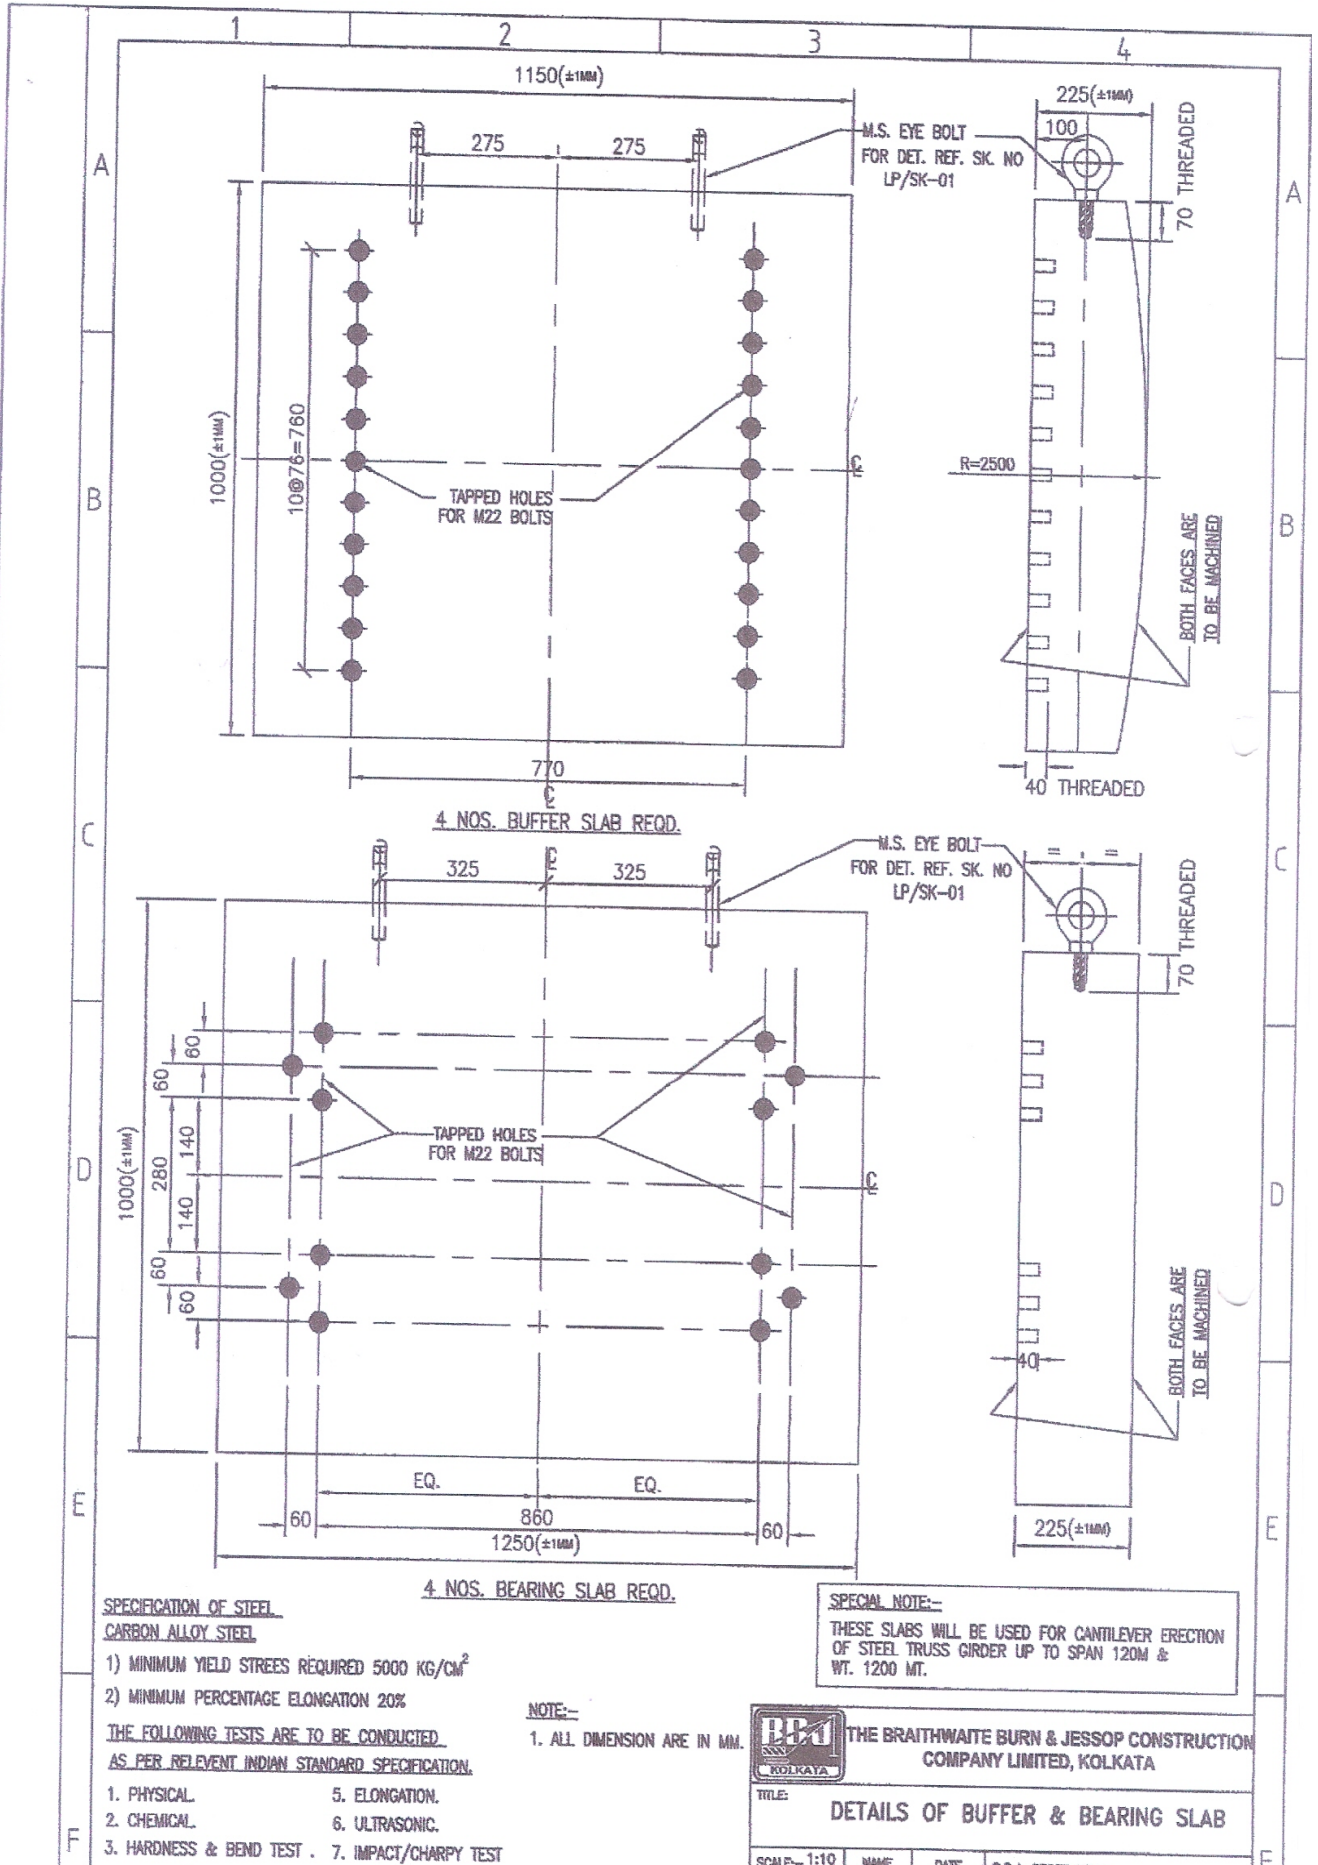 1 2 3 4
A
A
B
B
C
C
D
D
E
E
F
F
1150(±1MM)
275
275
M.S. EYE BOLT
FOR DET. REF. SK. NO
LP/SK-01
225(±1MM)
100
70 THREADED
1000(±1MM)
10@76=760
TAPPED HOLES
FOR M22 BOLTS
℄
R=2500
BOTH FACES ARE
TO BE MACHINED
770
℄
40 THREADED
4 NOS. BUFFER SLAB REQD.
℄
325
325
M.S. EYE BOLT
FOR DET. REF. SK. NO
LP/SK-01
= =
70 THREADED
60
60
1000(±1MM)
280
140
140
60
60
TAPPED HOLES
FOR M22 BOLTS
℄
40
BOTH FACES ARE
TO BE MACHINED
EQ.
EQ.
60
860
60
1250(±1MM)
225(±1MM)
4 NOS. BEARING SLAB REQD.
SPECIFICATION OF STEEL
CARBON ALLOY STEEL
1) MINIMUM YIELD STREES REQUIRED 5000 KG/CM²
2) MINIMUM PERCENTAGE ELONGATION 20%
THE FOLLOWING TESTS ARE TO BE CONDUCTED
AS PER RELEVENT INDIAN STANDARD SPECIFICATION.
1. PHYSICAL.
2. CHEMICAL.
3. HARDNESS & BEND TEST .
5. ELONGATION.
6. ULTRASONIC.
7. IMPACT/CHARPY TEST
NOTE:-
1. ALL DIMENSION ARE IN MM.
SPECIAL NOTE:-
THESE SLABS WILL BE USED FOR CANTILEVER ERECTION
OF STEEL TRUSS GIRDER UP TO SPAN 120M &
WT. 1200 MT.
BBJ
KOLKATA
THE BRAITHWAITE BURN & JESSOP CONSTRUCTION
COMPANY LIMITED, KOLKATA
TITLE:
DETAILS OF BUFFER & BEARING SLAB
SCALE:- 1:10
NAME
DATE